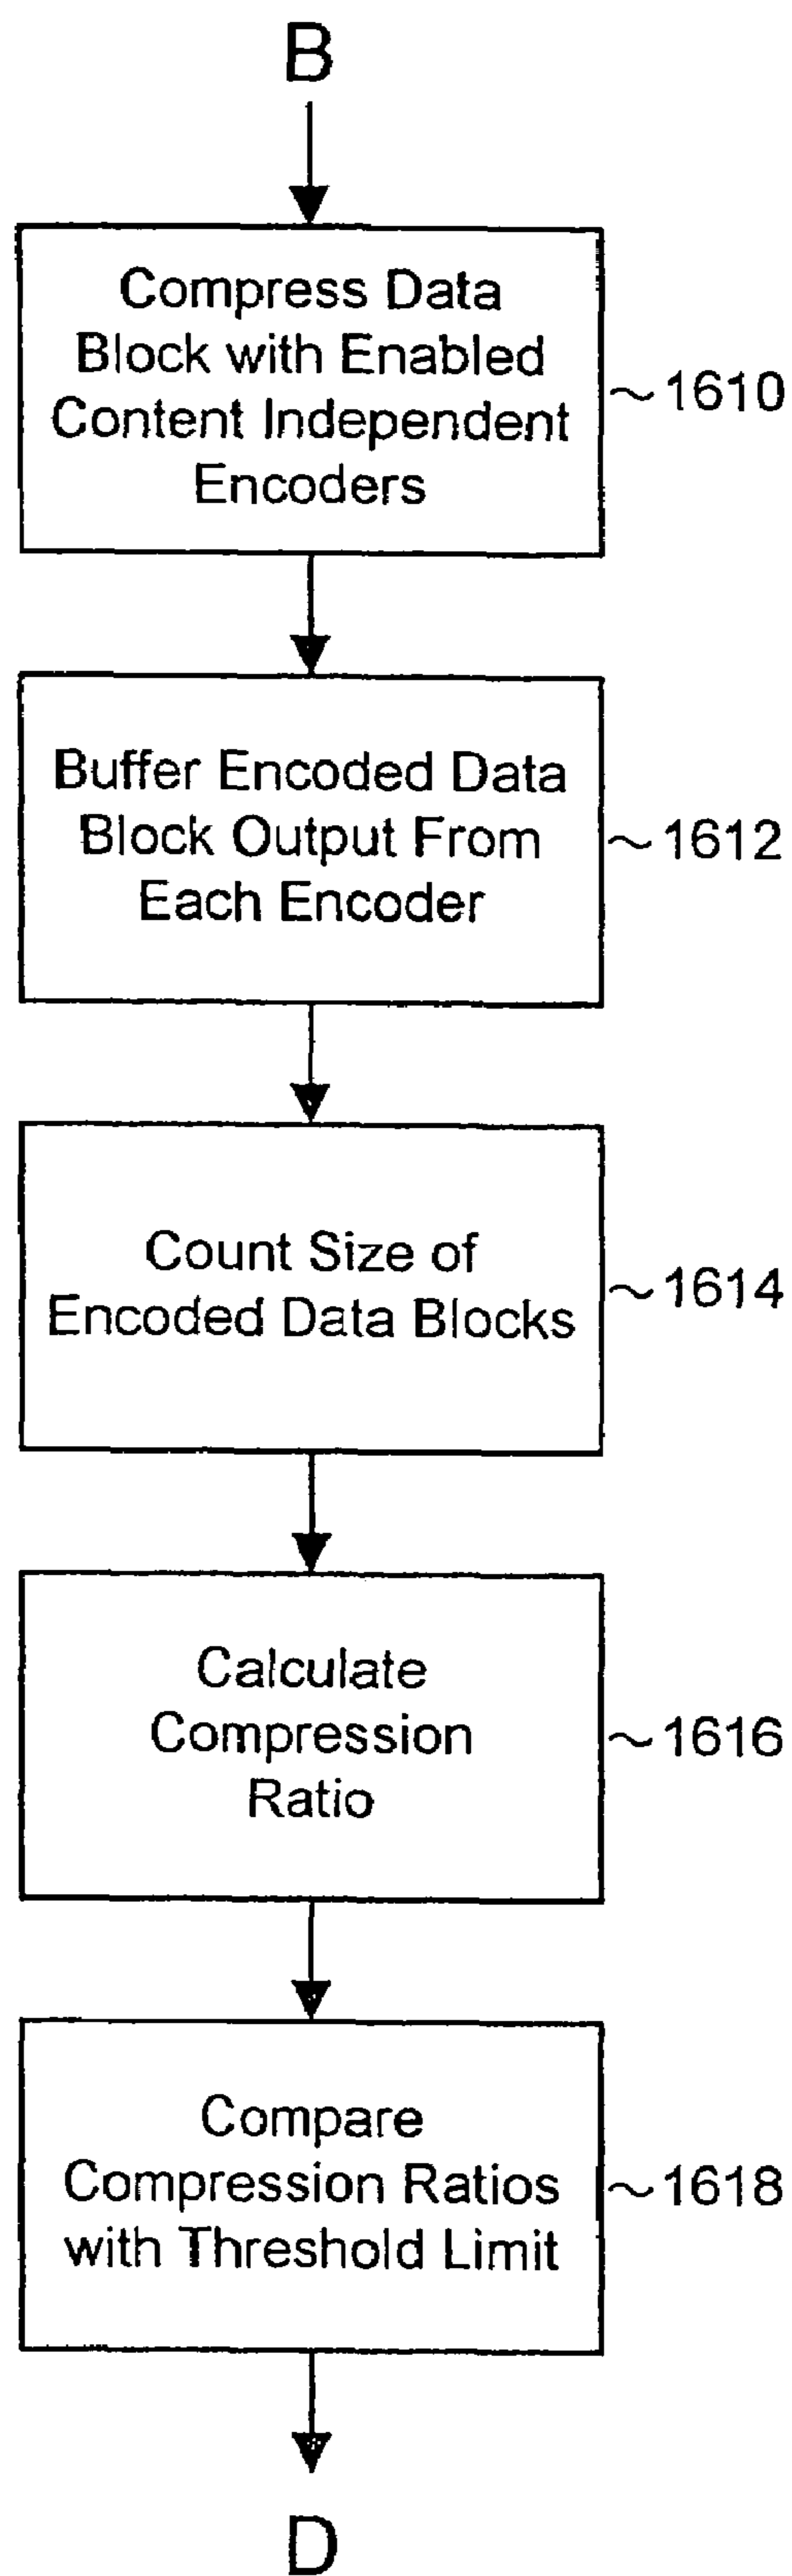 B
Compress Data
Block with Enabled
Content Independent
Encoders
~1610
Buffer Encoded Data
Block Output From
Each Encoder
~1612
Count Size of
Encoded Data Blocks
~1614
Calculate
Compression
Ratio
~1616
Compare
Compression Ratios
with Threshold Limit
~1618
D